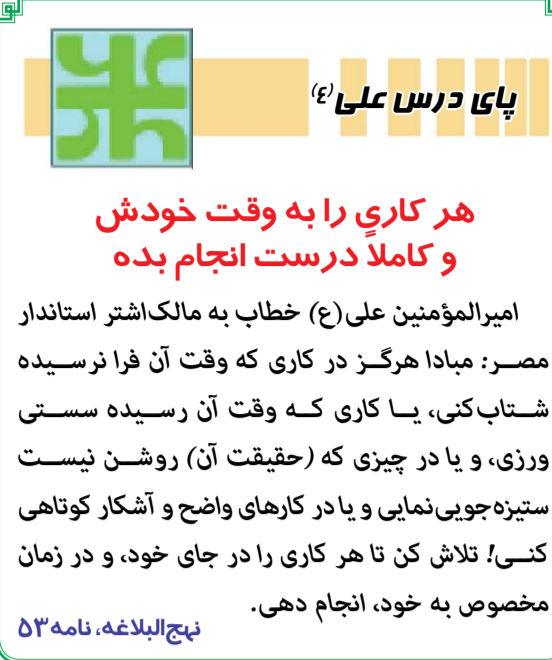 پای درس علی(٤)
هر کاری را به وقت خودش
و کاملاً درست انجام بده
امیرالمؤمنین علی(ع) خطاب به مالک‌اشتر استاندار
مصر: مبادا هرگز در کاری که وقت آن فرا نرسیده
شتاب‌کنی، یا کاری که وقت آن رسیده سستی
ورزی، و یا در چیزی که (حقیقت آن) روشن نیست
ستیزه‌جویی‌نمایی و یا در کارهای واضح و آشکار کوتاهی
کنی! تلاش کن تا هر کاری را در جای خود، و در زمان
مخصوص به خود، انجام دهی.
نهج‌البلاغه، نامه۵۳